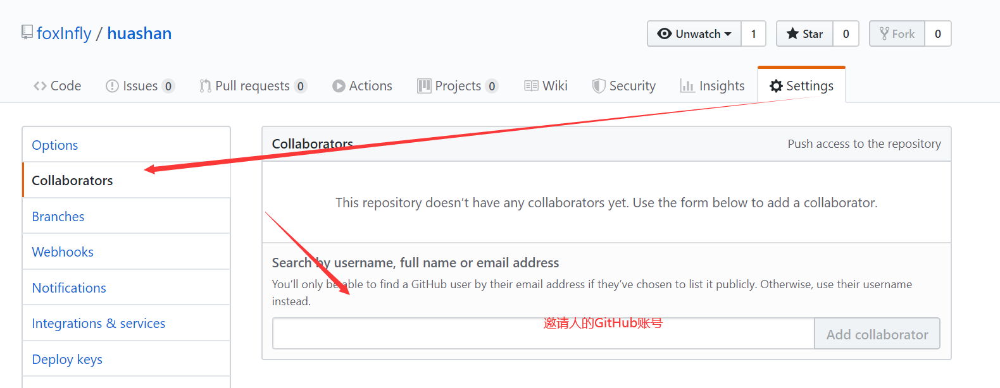 foxInfly / huashan
Unwatch 1 Star 0 Fork 0
Code Issues 0 Pull requests 0 Actions Projects 0 Wiki Security Insights Settings
Options
Collaborators
Branches
Webhooks
Notifications
Integrations & services
Deploy keys
Collaborators Push access to the repository
This repository doesn’t have any collaborators yet. Use the form below to add a collaborator.
Search by username, full name or email address
You’ll only be able to find a GitHub user by their email address if they’ve chosen to list it publicly. Otherwise, use their username
instead.
邀请人的GitHub账号
Add collaborator